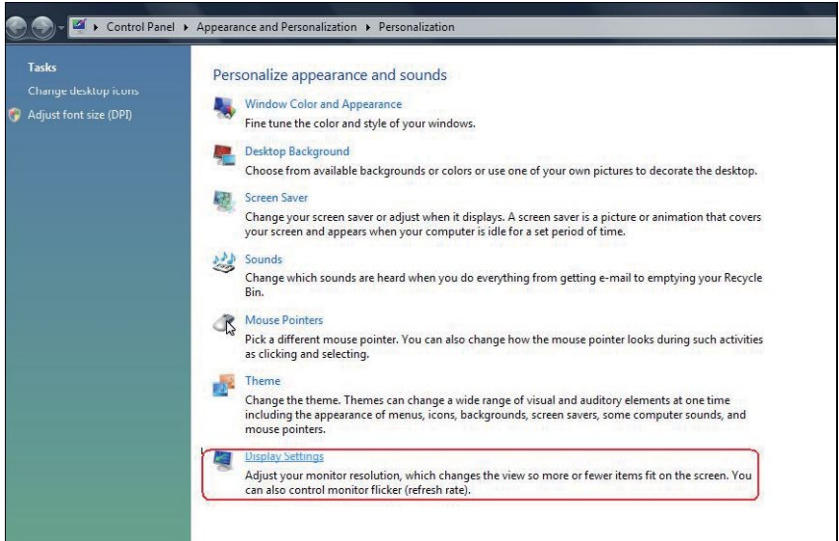 Control Panel ▸ Appearance and Personalization ▸ Personalization
Tasks
Change desktop icons
Adjust font size (DPI)
Personalize appearance and sounds
Window Color and Appearance
Fine tune the color and style of your windows.
Desktop Background
Choose from available backgrounds or colors or use one of your own pictures to decorate the desktop.
Screen Saver
Change your screen saver or adjust when it displays. A screen saver is a picture or animation that covers
your screen and appears when your computer is idle for a set period of time.
Sounds
Change which sounds are heard when you do everything from getting e-mail to emptying your Recycle
Bin.
Mouse Pointers
Pick a different mouse pointer. You can also change how the mouse pointer looks during such activities
as clicking and selecting.
Theme
Change the theme. Themes can change a wide range of visual and auditory elements at one time
including the appearance of menus, icons, backgrounds, screen savers, some computer sounds, and
mouse pointers.
Display Settings
Adjust your monitor resolution, which changes the view so more or fewer items fit on the screen. You
can also control monitor flicker (refresh rate).